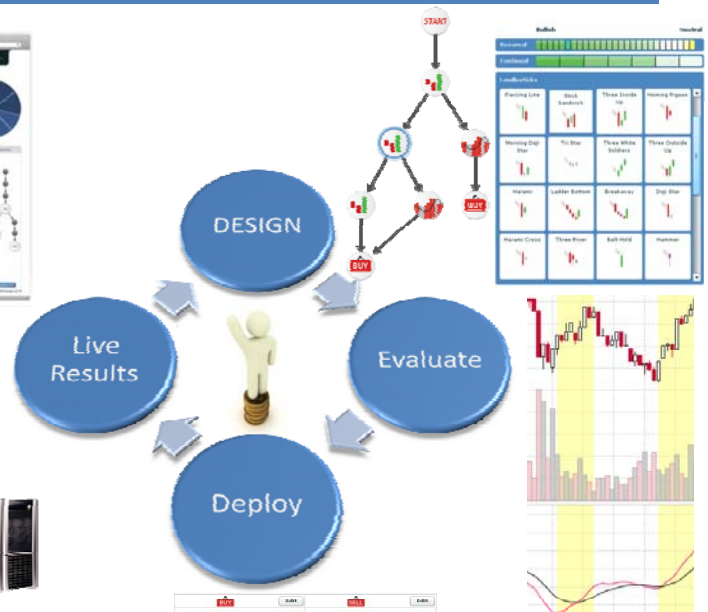 START
BUY
BUY
Bullish Neutral
Reversal
Continual
Candlesticks
Piercing Line
Stick Sandwich
Three Inside Up
Homing Pigeon
Morning Doji Star
Tri Star
Three White Soldiers
Three Outside Up
Harami
Ladder Bottom
Breakaway
Doji Star
Harami Cross
Three River
Belt Hold
Hammer
DESIGN
Evaluate
Deploy
Live
Results
BUY
SELL